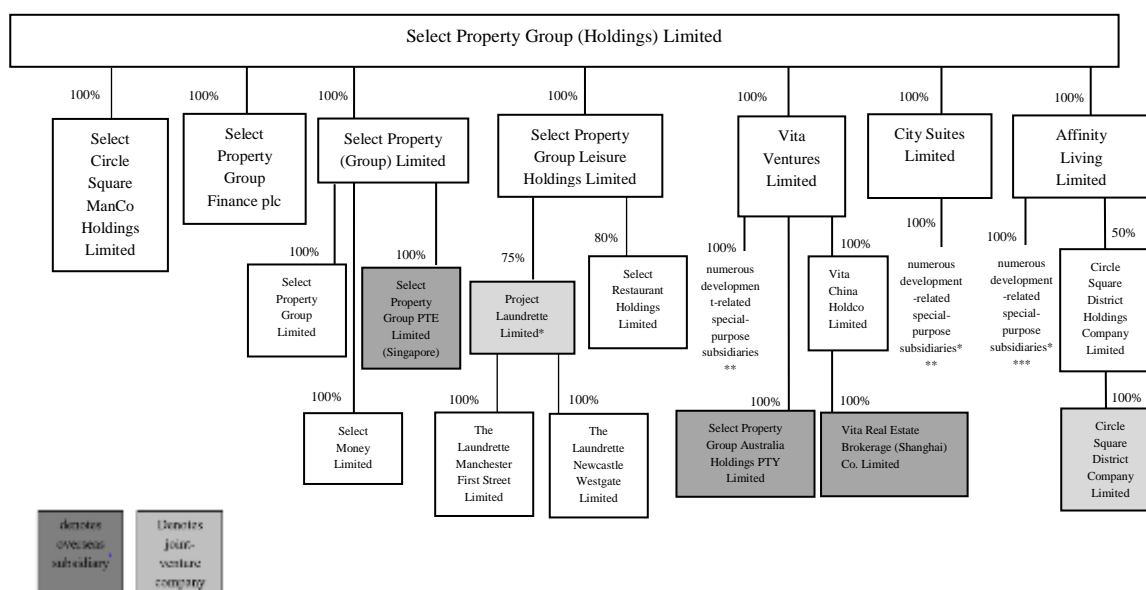 Select Property Group (Holdings) Limited
100%
100%
100%
100%
100%
100%
100%
Select
Circle
Square
ManCo
Holdings
Limited
Select
Property
Group
Finance plc
Select Property
(Group) Limited
Select Property
Group Leisure
Holdings Limited
Vita
Ventures
Limited
City Suites
Limited
Affinity
Living
Limited
100%
Select
Property
Group
Limited
100%
Select
Property
Group PTE
Limited
(Singapore)
75%
Project
Laundrette
Limited*
80%
Select
Restaurant
Holdings
Limited
100%
numerous
developmen
t-related
special-
purpose
subsidiaries
**
100%
Vita
China
Holdco
Limited
100%
numerous
development
-related
special-
purpose
subsidiaries*
**
100%
numerous
development
-related
special-
purpose
subsidiaries*
***
50%
Circle
Square
District
Holdings
Company
Limited
100%
Select
Money
Limited
100%
The
Laundrette
Manchester
First Street
Limited
100%
The
Laundrette
Newcastle
Westgate
Limited
100%
Select Property
Group Australia
Holdings PTY
Limited
100%
Vita Real Estate
Brokerage (Shanghai)
Co. Limited
100%
Circle
Square
District
Company
Limited
denotes
overseas
subsidiary
Denotes
joint-
venture
company